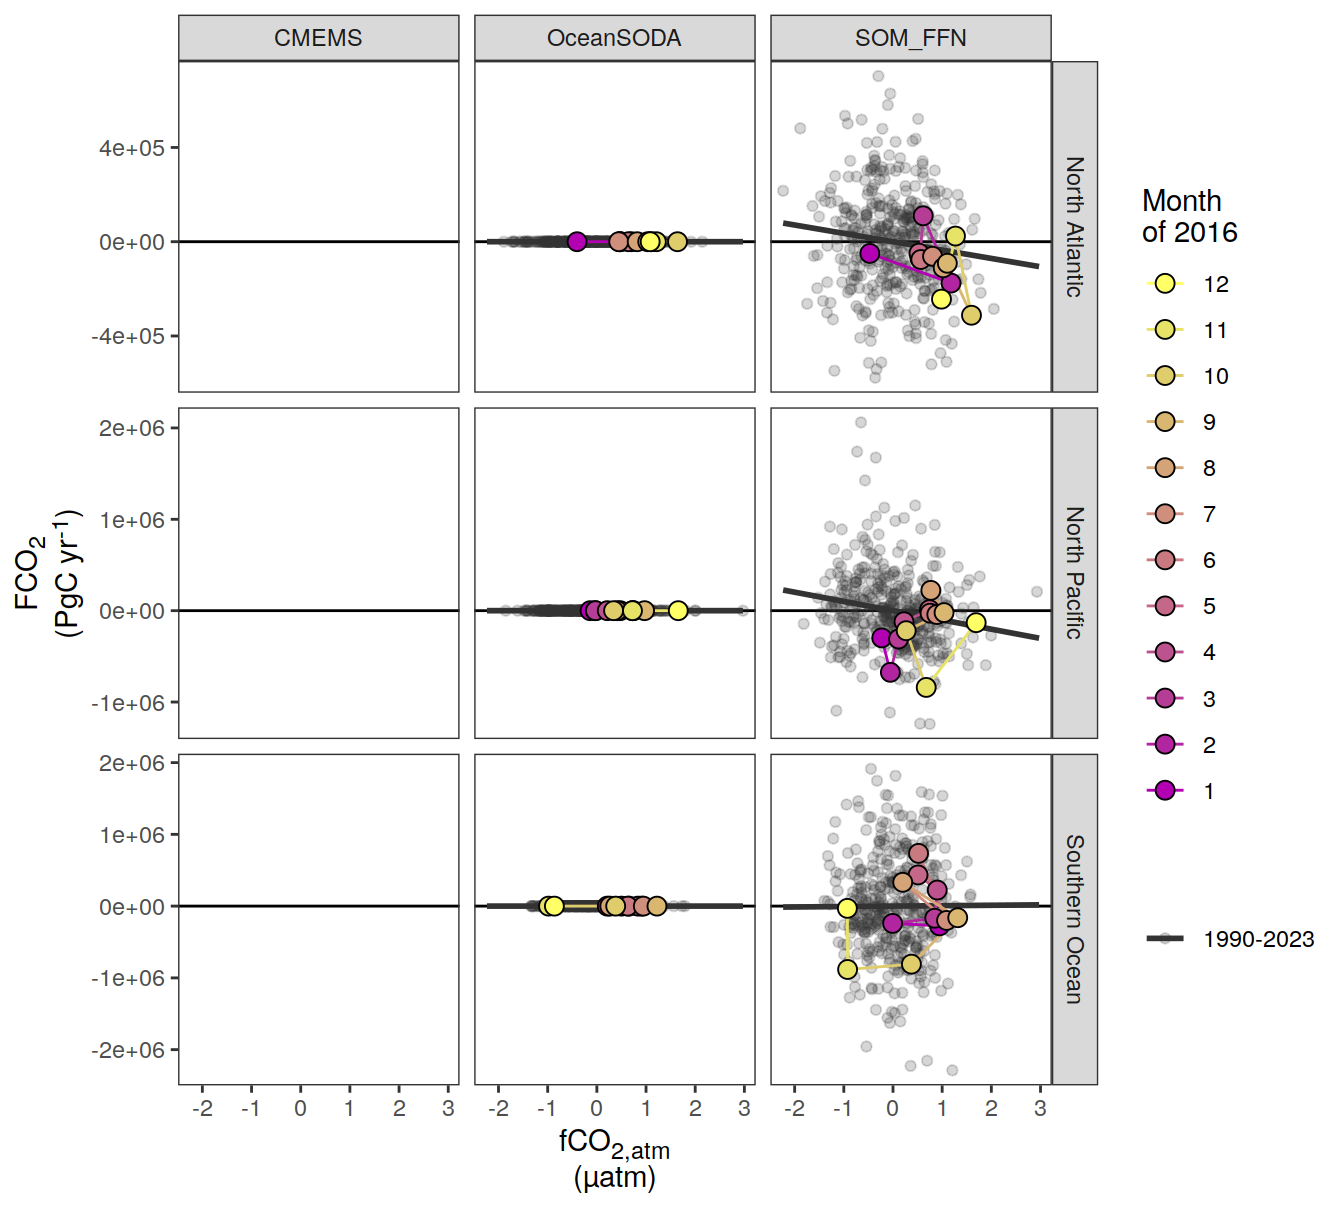 CMEMS OceanSODA SOM_FFN
4e+05
0e+00
-4e+05
North Atlantic
2e+06
1e+06
0e+00
-1e+06
North Pacific
2e+06
1e+06
0e+00
-1e+06
-2e+06
Southern Ocean
-2 -1 0 1 2 3 -2 -1 0 1 2 3 -2 -1 0 1 2 3
FCO₂
(PgC yr⁻¹)
fCO₂,ₐₜₘ
(µatm)
Month
of 2016
12
11
10
9
8
7
6
5
4
3
2
1
1990-2023